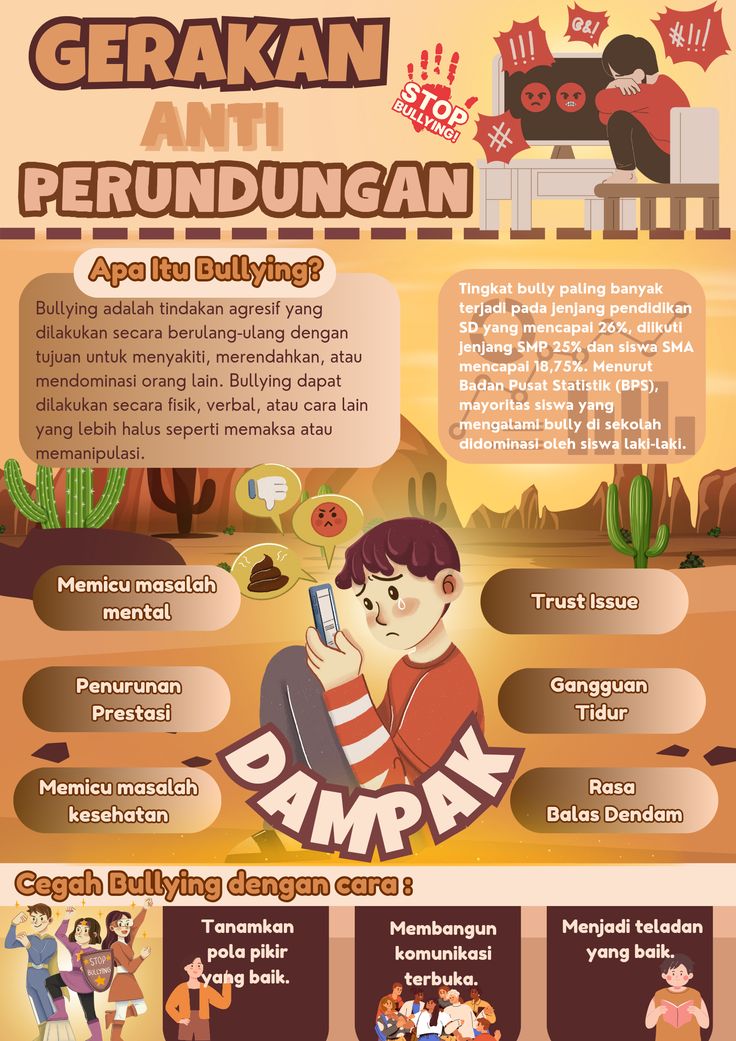 GERAKAN
ANTI
PERUNDUNGAN
STOP
BULLYING!
!!!
@&!
#!!/
#
Apa Itu Bullying?
Bullying adalah tindakan agresif yang
dilakukan secara berulang-ulang dengan
tujuan untuk menyakiti, merendahkan, atau
mendominasi orang lain. Bullying dapat
dilakukan secara fisik, verbal, atau cara lain
yang lebih halus seperti memaksa atau
memanipulasi.
Tingkat bully paling banyak
terjadi pada jenjang pendidikan
SD yang mencapai 26%, diikuti
jenjang SMP 25% dan siswa SMA
mencapai 18,75%. Menurut
Badan Pusat Statistik (BPS),
mayoritas siswa yang
mengalami bully di sekolah
didominasi oleh siswa laki-laki.
Memicu masalah
mental
Trust Issue
Penurunan
Prestasi
Gangguan
Tidur
Memicu masalah
kesehatan
Rasa
Balas Dendam
DAMPAK
Cegah Bullying dengan cara :
STOP
BULLYING
Tanamkan
pola pikir
yang baik.
Membangun
komunikasi
terbuka.
Menjadi teladan
yang baik.